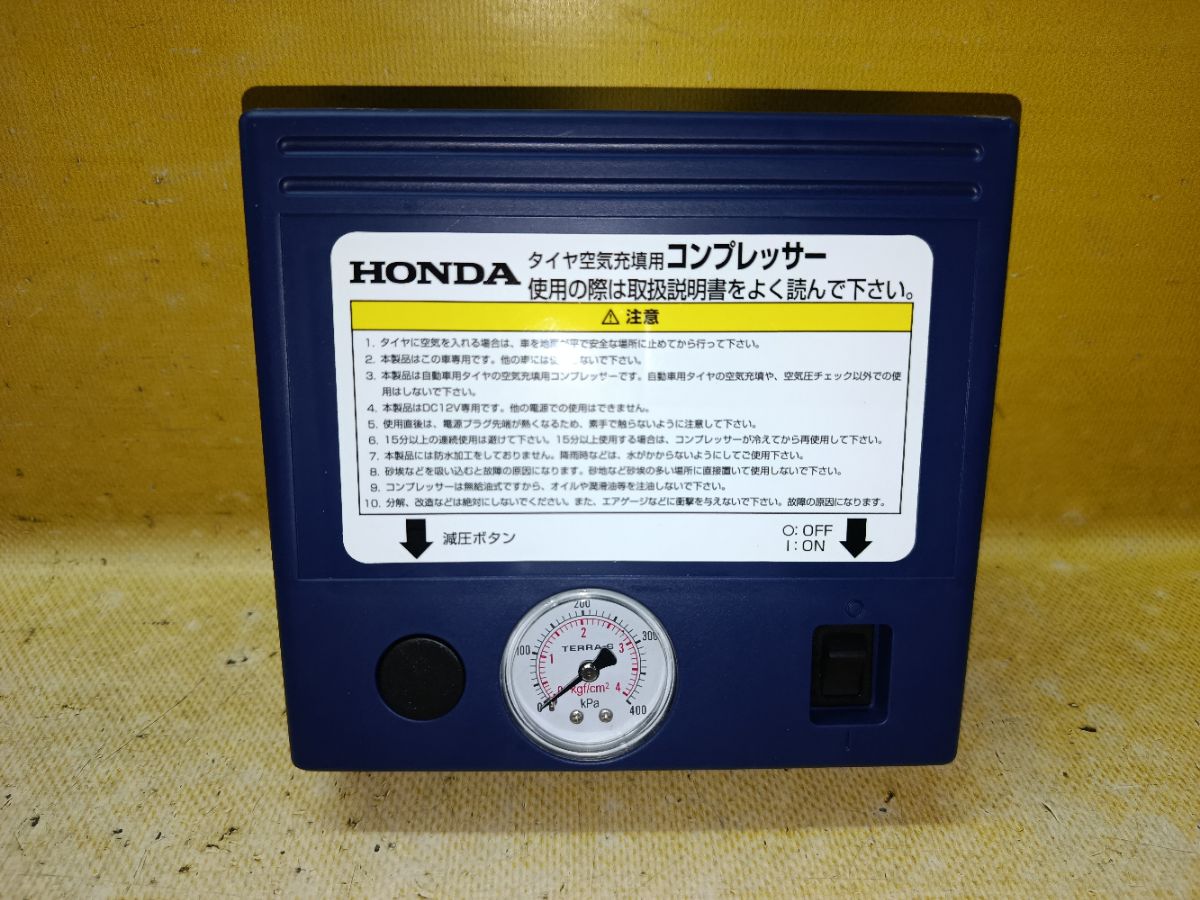 HONDA タイヤ空気充填用コンプレッサー
使用の際は取扱説明書をよく読んで下さい。
⚠ 注意
1. タイヤに空気を入れる場合は、車を地面が平で安全な場所に止めてから行って下さい。
2. 本製品はこの車専用です。他の車には使 しないで下さい。
3. 本製品は自動車用タイヤの空気充填用コンプレッサーです。自動車用タイヤの空気充填や、空気圧チェック以外での使
用はしないで下さい。
4. 本製品はDC12V専用です。他の電源での使用はできません。
5. 使用直後は、電源プラグ先端が熱くなるため、素手で触らないように注意して下さい。
6. 15分以上の連続使用は避けて下さい。15分以上使用する場合は、コンプレッサーが冷えてから再使用して下さい。
7. 本製品には防水加工をしておりません。降雨時などは、水がかからないようにしてご使用下さい。
8. 砂埃などを吸い込むと故障の原因になります。砂地など砂埃の多い場所に直接置いて使用しないで下さい。
9. コンプレッサーは無給油式ですから、オイルや潤滑油等を注油しないで下さい。
10. 分解、改造などは絶対にしないでください。また、エアゲージなどに衝撃を与えないで下さい。故障の原因になります。
減圧ボタン
○: OFF
I: ON
0 100 200 300 400
0 1 2 3 4
TERRA-S
kgf/cm²
kPa
○
I